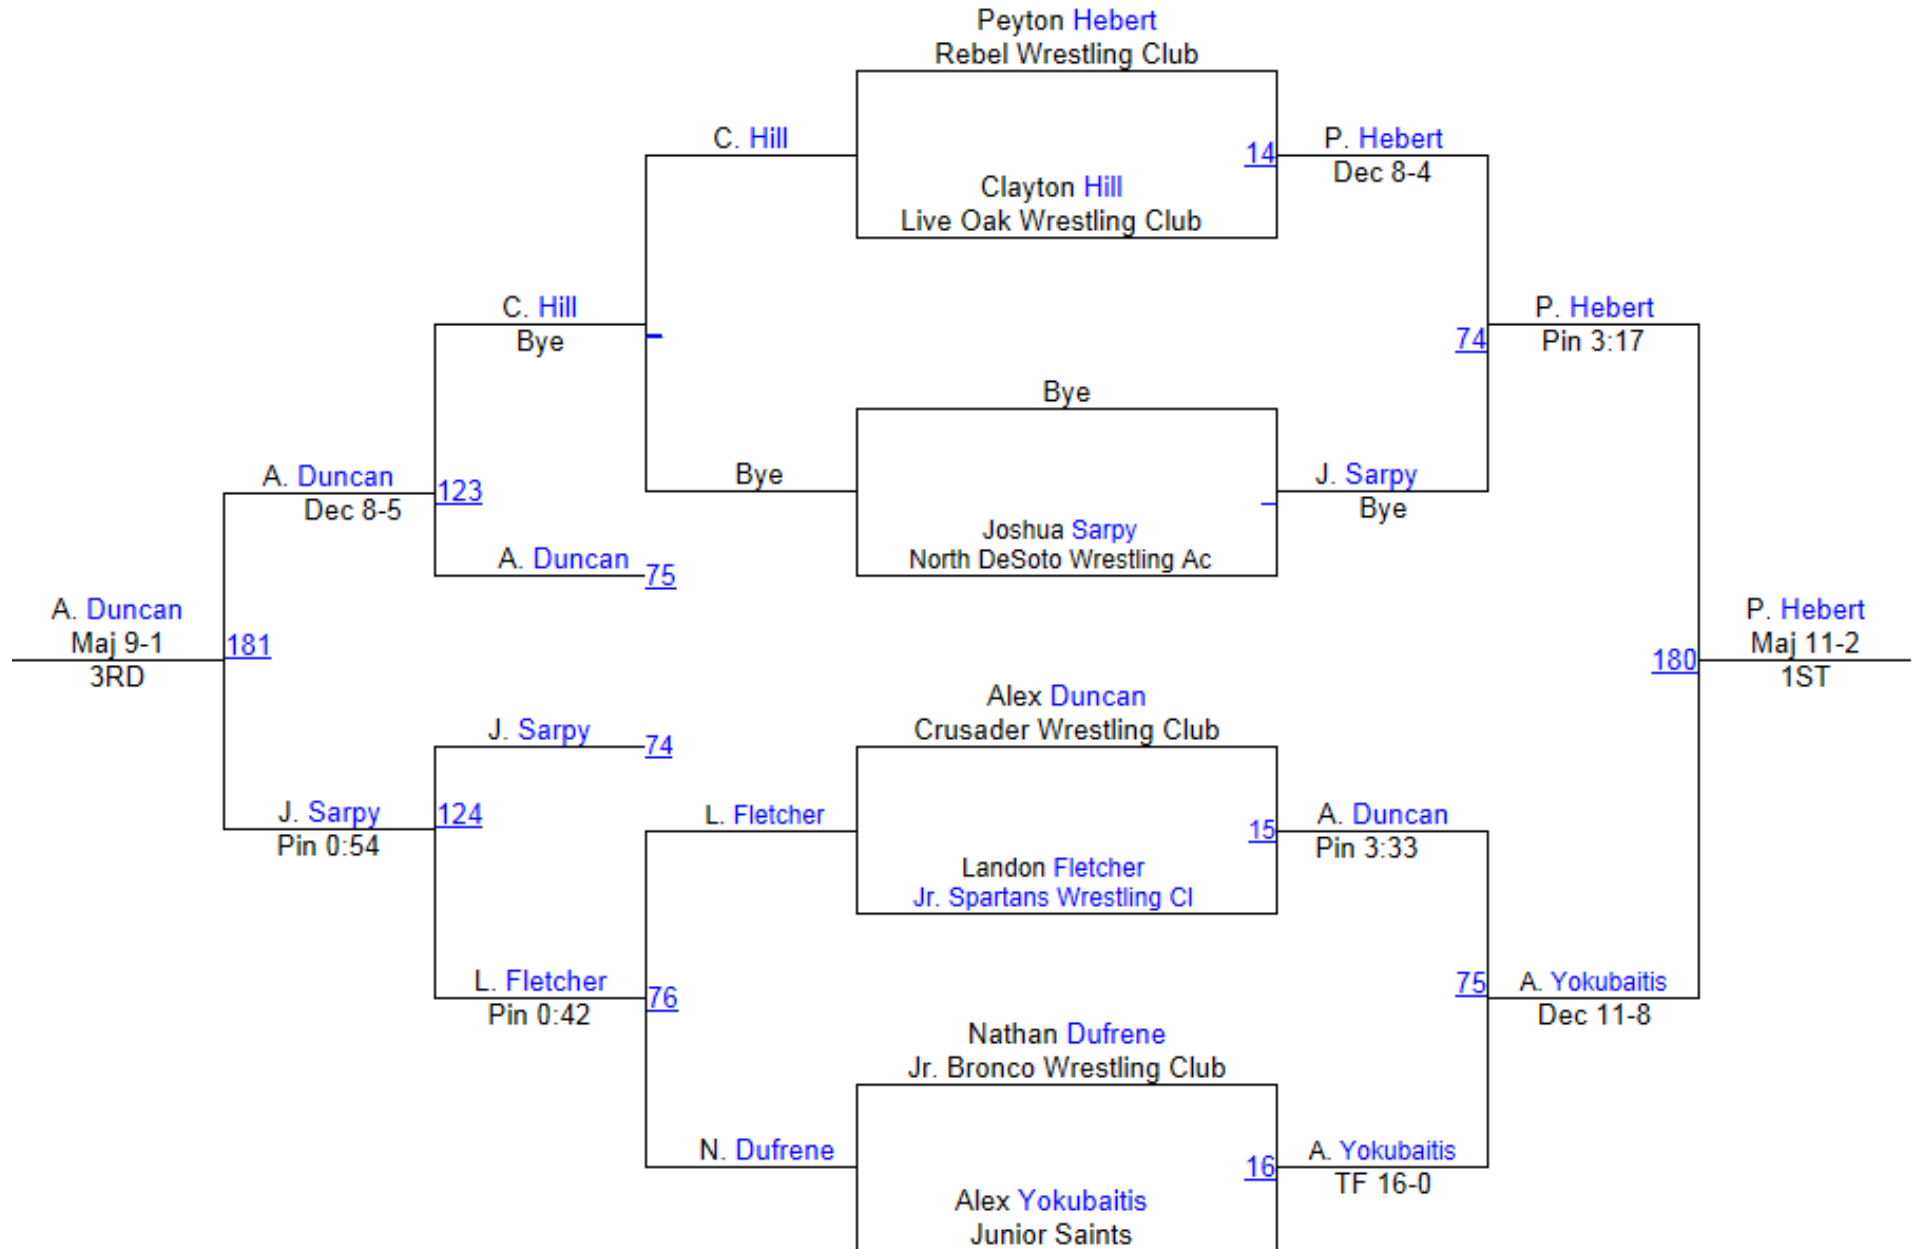 Peyton Hebert
Rebel Wrestling Club
C. Hill
14
P. Hebert
Dec 8-4
Clayton Hill
Live Oak Wrestling Club
C. Hill
Bye
P. Hebert
74
Pin 3:17
Bye
A. Duncan
123
Dec 8-5
Bye
J. Sarpy
Bye
Joshua Sarpy
North DeSoto Wrestling Ac
A. Duncan
75
A. Duncan
Maj 9-1
181
3RD
P. Hebert
Maj 11-2
180
1ST
Alex Duncan
Crusader Wrestling Club
J. Sarpy
74
J. Sarpy
124
Pin 0:54
L. Fletcher
15
A. Duncan
Pin 3:33
Landon Fletcher
Jr. Spartans Wrestling Cl
L. Fletcher
76
Pin 0:42
75
A. Yokubaitis
Dec 11-8
Nathan Dufrene
Jr. Bronco Wrestling Club
N. Dufrene
16
A. Yokubaitis
TF 16-0
Alex Yokubaitis
Junior Saints